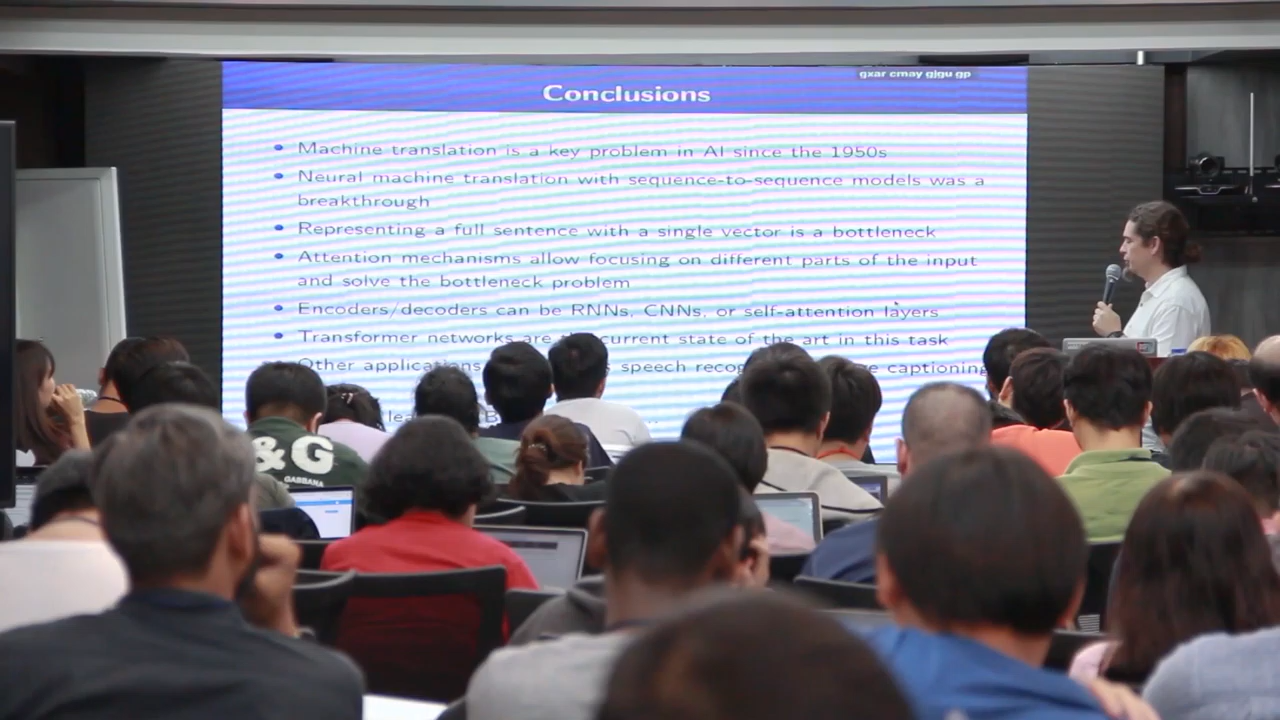 gxar cmay gjgu gp
Conclusions
• Machine translation is a key problem in AI since the 1950s
• Neural machine translation with sequence-to-sequence models was a
breakthrough
• Representing a full sentence with a single vector is a bottleneck
• Attention mechanisms allow focusing on different parts of the input
and solve the bottleneck problem
• Encoders/decoders can be RNNs, CNNs, or self-attention layers
• Transformer networks are current state of the art in this task
Other applications speech captioning
&G
GABBANA